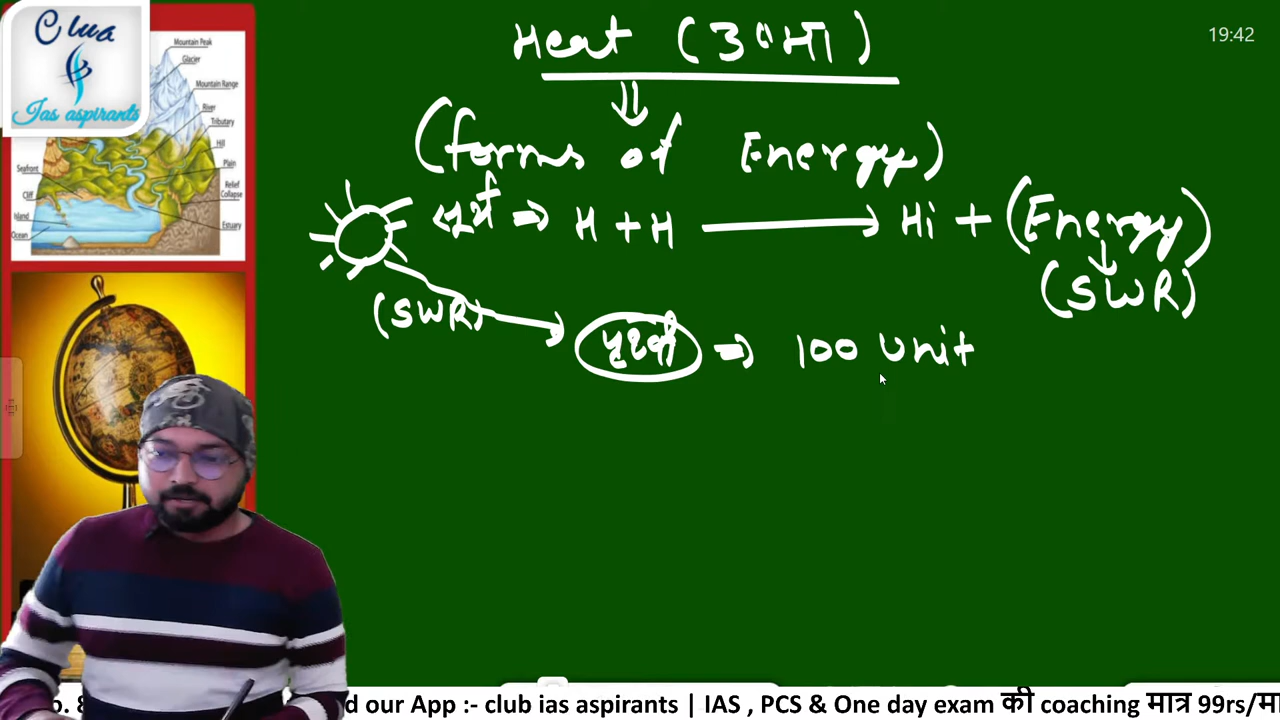 Club
Ias aspirants
Mountain Peak
Glacier
Mountain Range
River
Tributary
Hill
Plain
Seafront
Relief
Collapse
Cliff
Island
Estuary
Ocean
19:42
Heat (उष्मा)
(forms of Energy)
सूर्य ⇒ H + H → Hi + (Energy)
(SWR)
(SWR)
पृथ्वी ⇒ 100 Unit
d our App :- club ias aspirants | IAS , PCS & One day exam की coaching मात्र 99rs/मा